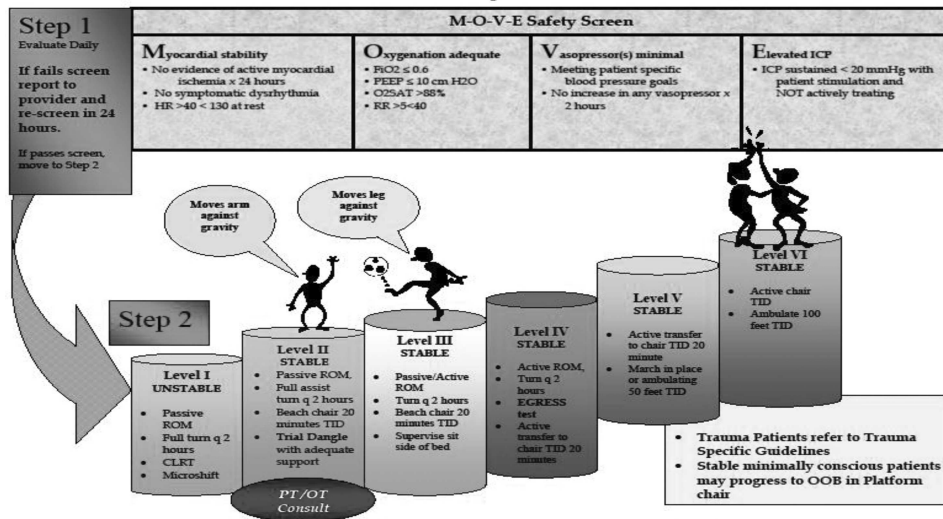 Step 1
Evaluate Daily
If fails screen
report to
provider and
re-screen in 24
hours.
If passes screen,
move to Step 2
M-O-V-E Safety Screen
Myocardial stability
• No evidence of active myocardial
ischemia x 24 hours
• No symptomatic dysrhythmia
• HR >40 < 130 at rest
Oxygenation adequate
• FiO2 ≤ 0.6
• PEEP ≤ 10 cm H2O
• O2SAT >88%
• RR >5<40
Vasopressor(s) minimal
• Meeting patient specific
blood pressure goals
• No increase in any vasopressor x
2 hours
Elevated ICP
• ICP sustained < 20 mmHg with
patient stimulation and
NOT actively treating
Moves arm
against
gravity
Moves leg
against
gravity
Step 2
Level I
UNSTABLE
• Passive
ROM
• Full turn q 2
hours
• CLRT
• Microshift
Level II
STABLE
• Passive ROM,
• Full assist
turn q 2 hours
• Beach chair 20
minutes TID
• Trial Dangle
with adequate
support
PT/OT
Consult
Level III
STABLE
• Passive/Active
ROM
• Turn q 2 hours
• Beach chair 20
minutes TID
• Supervise sit
side of bed
Level IV
STABLE
• Active ROM,
• Turn q 2
hours
• EGRESS
test
• Active
transfer to
chair TID 20
minutes
Level V
STABLE
• Active transfer
to chair TID 20
minute
• March in place
or ambulating
50 feet TID
Level VI
STABLE
• Active chair
TID
• Ambulate 100
feet TID
• Trauma Patients refer to Trauma
Specific Guidelines
• Stable minimally conscious patients
may progress to OOB in Platform
chair